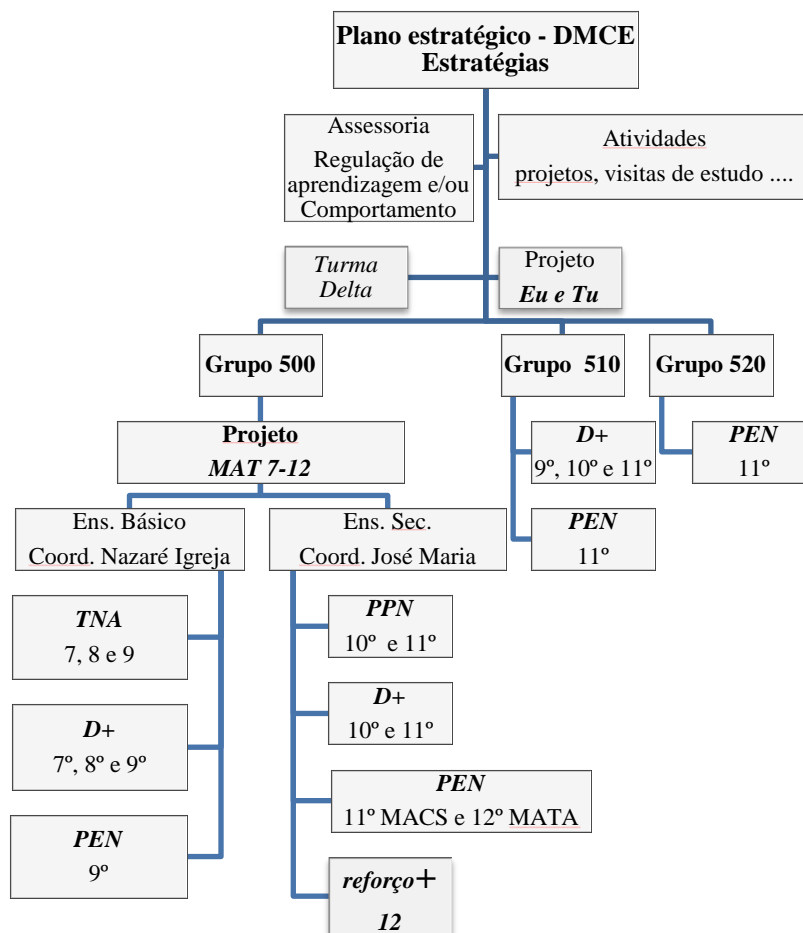 Plano estratégico - DMCE
Estratégias
Assessoria
Regulação de
aprendizagem e/ou
Comportamento
Atividades
projetos, visitas de estudo ....
Turma
Delta
Projeto
Eu e Tu
Grupo 500
Grupo 510
Grupo 520
Projeto
MAT 7-12
D+
9º, 10º e 11º
PEN
11º
PEN
11º
Ens. Básico
Coord. Nazaré Igreja
Ens. Sec.
Coord. José Maria
TNA
7, 8 e 9
D+
7º, 8º e 9º
PEN
9º
PPN
10º e 11º
D+
10º e 11º
PEN
11º MACS e 12º MATA
reforço+
12